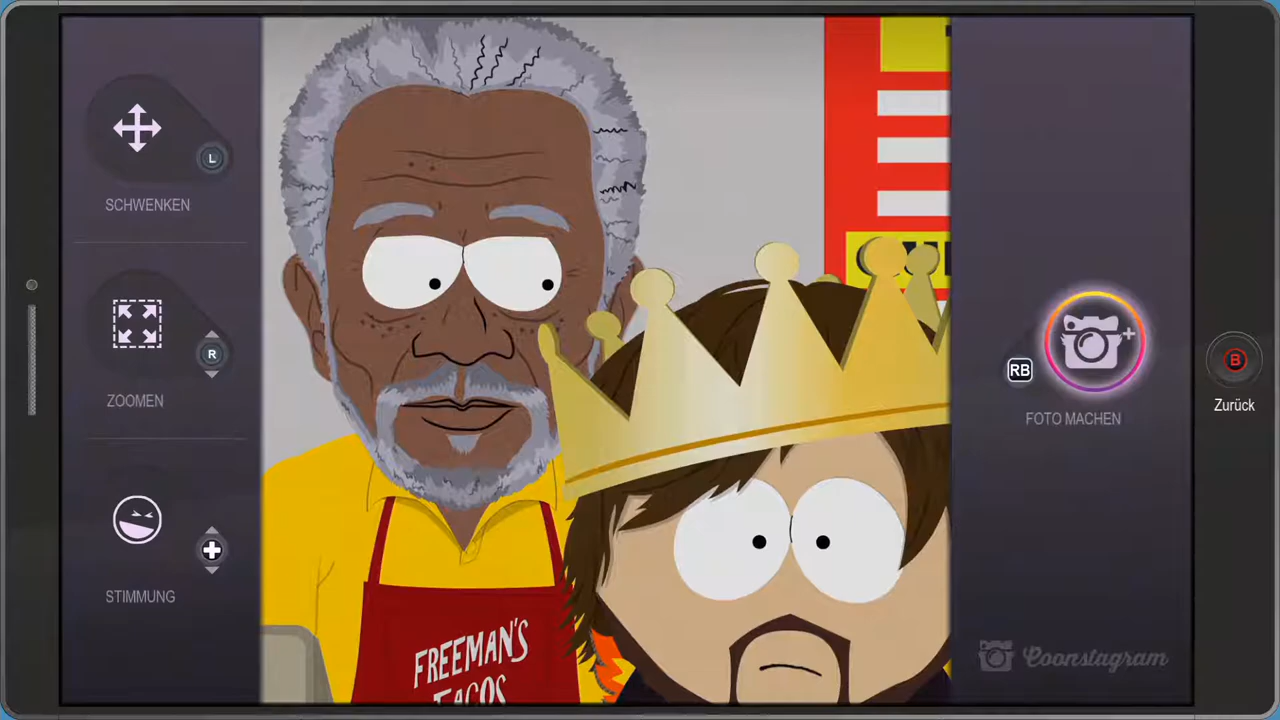 L
SCHWENKEN
R
ZOOMEN
STIMMUNG
FREEMAN'S
TACOS
RB
FOTO MACHEN
B
Zurück
Coonstagram